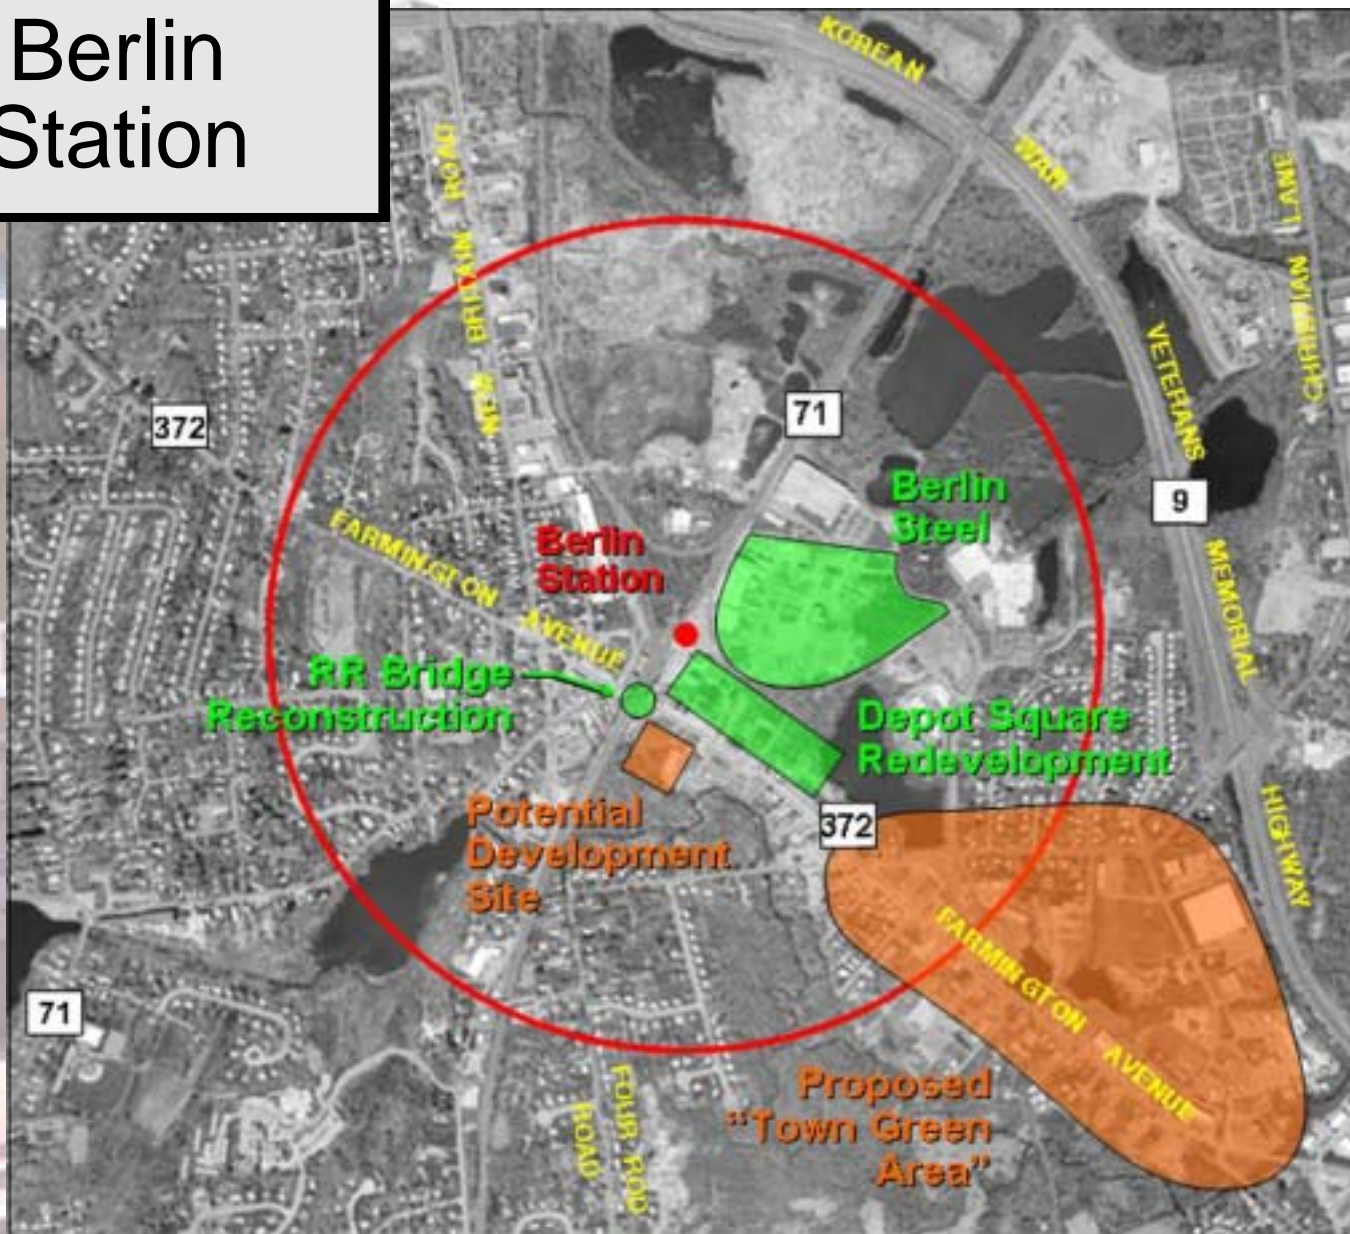 Berlin
Station
KOREAN
WAR
VETERANS
MEMORIAL
HIGHWAY
CHRISTIAN LANE
NEW BRITAIN ROAD
372
71
9
Berlin
Steel
FARMINGTON AVENUE
Berlin
Station
RR Bridge
Reconstruction
Depot Square
Redevelopment
Potential
Development
Site
372
FARMINGTON AVENUE
71
Proposed
“Town Green
Area”
FOUR ROD
ROAD